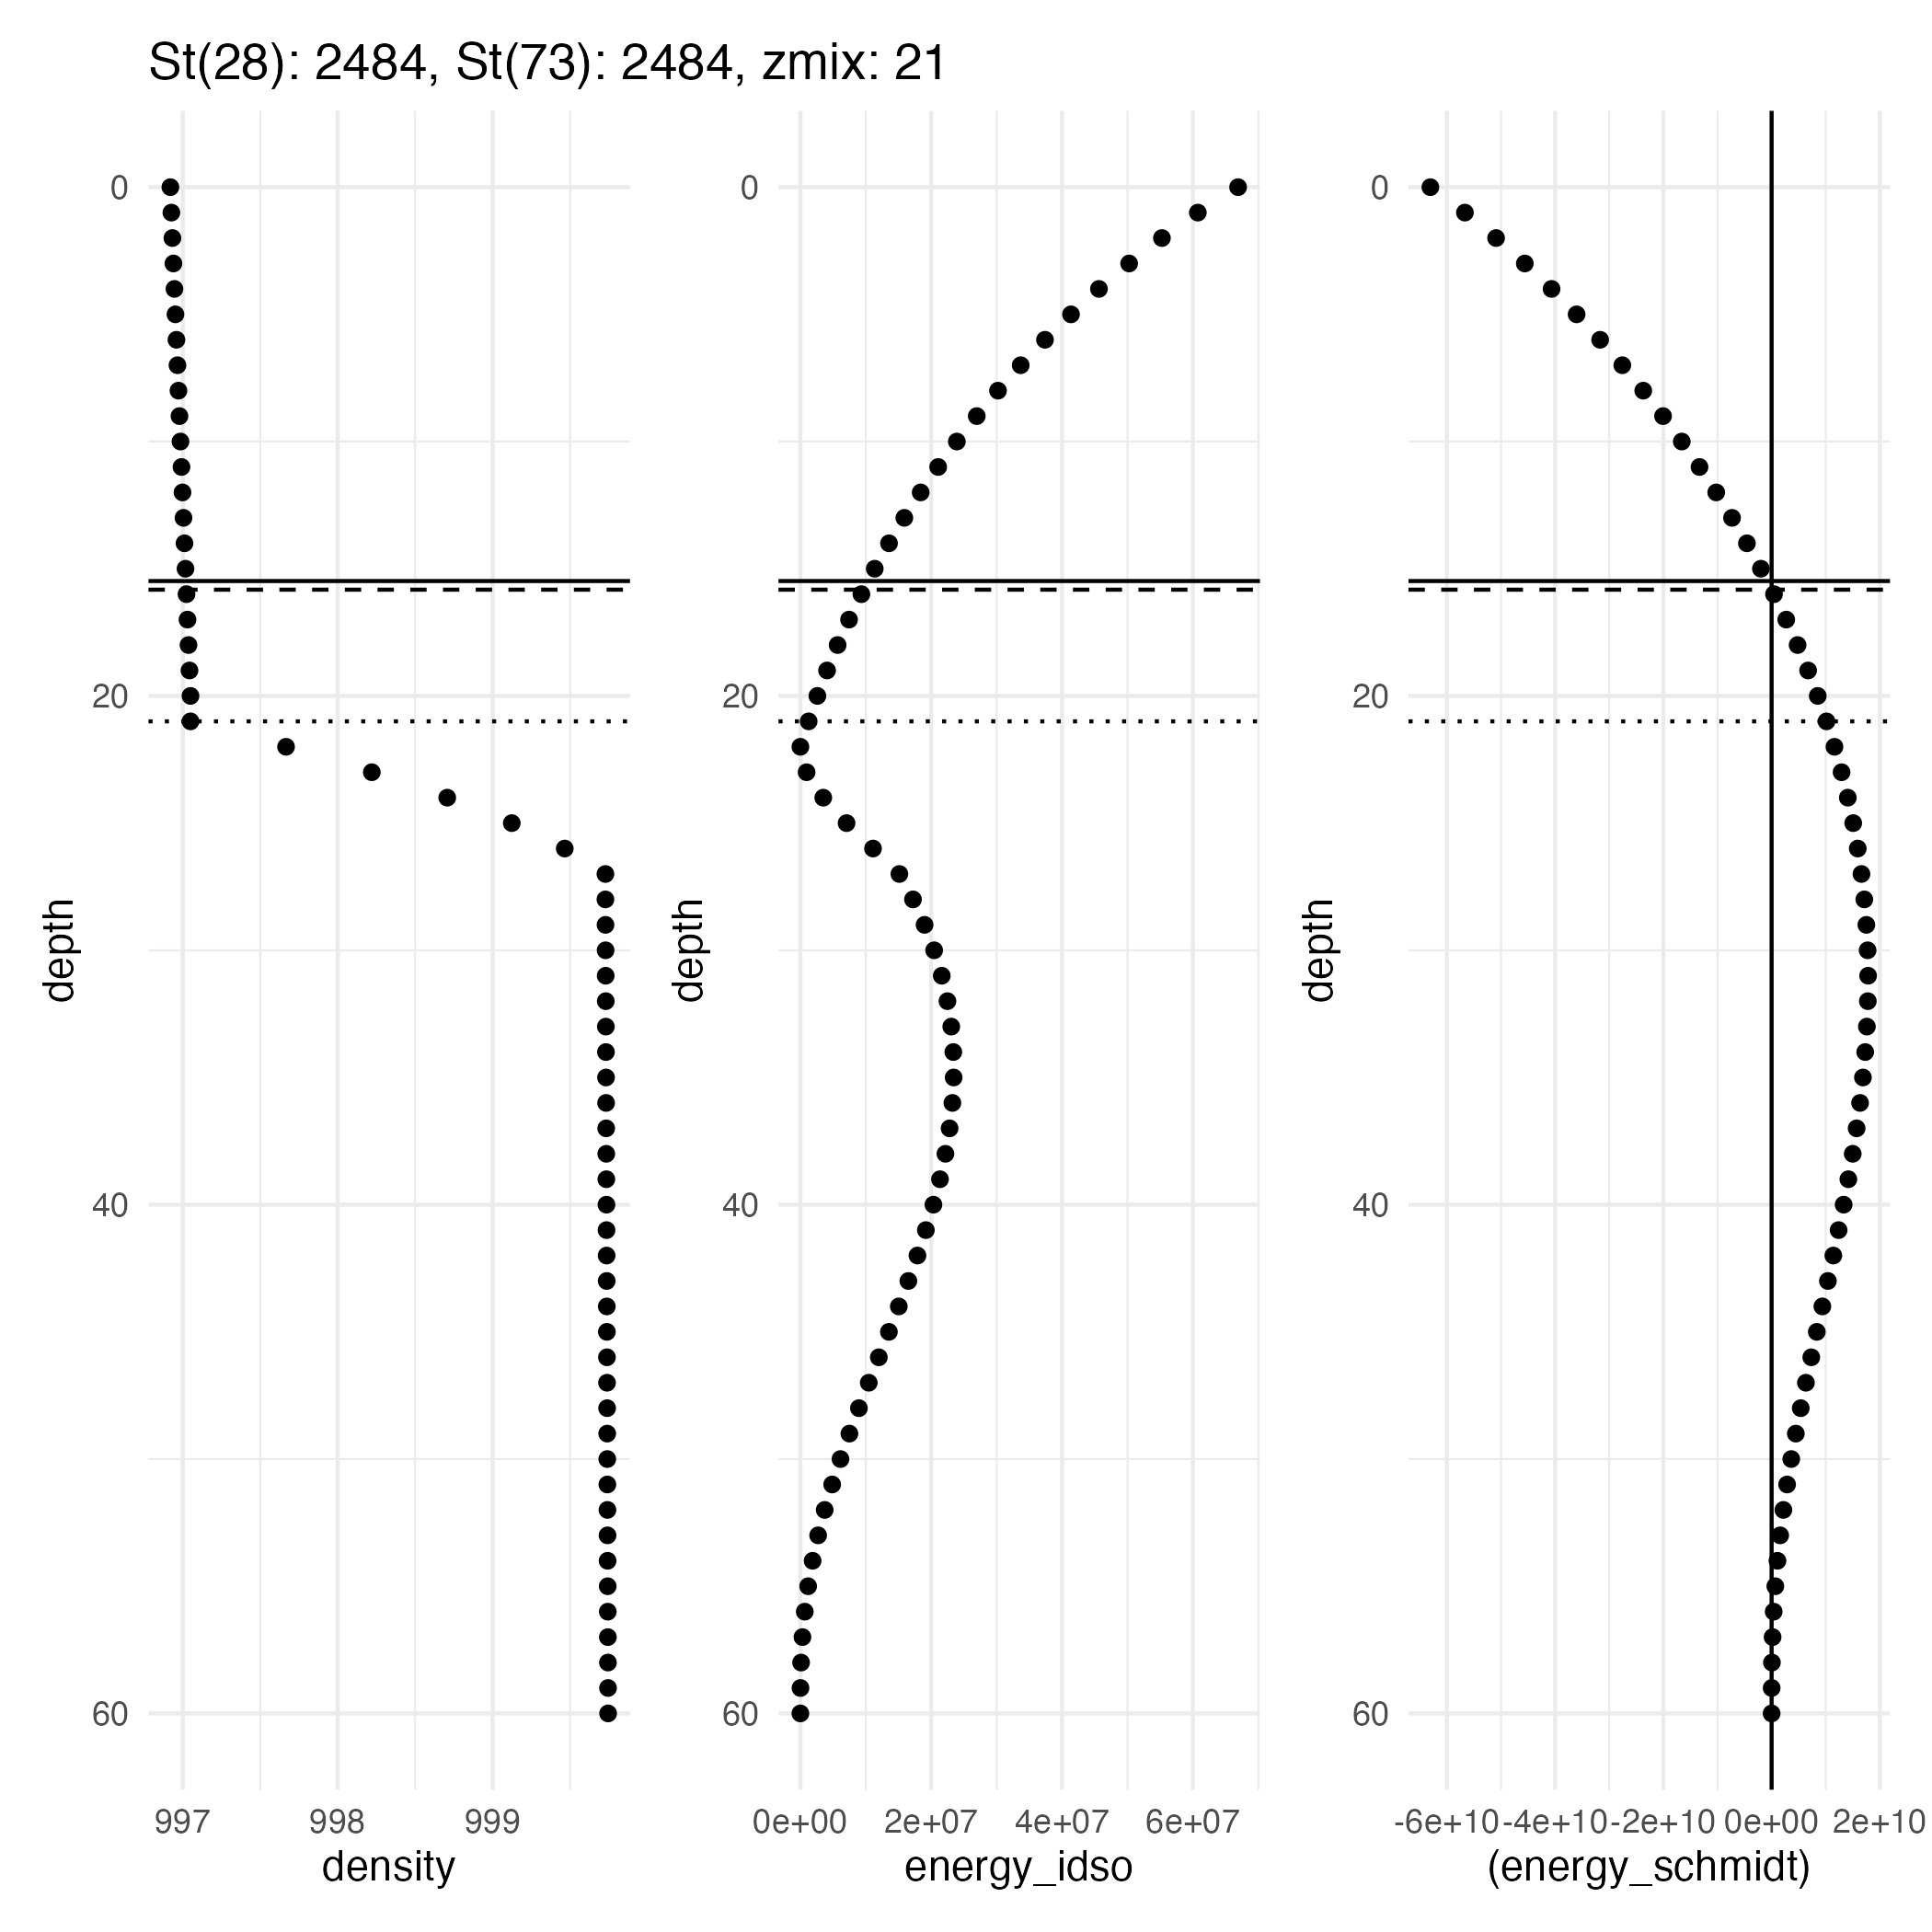 St(28): 2484, St(73): 2484, zmix: 21
0
20
40
60
depth
997
998
999
density
0
20
40
60
depth
0e+00
2e+07
4e+07
6e+07
energy_idso
0
20
40
60
depth
-6e+10
-4e+10
-2e+10
0e+00
2e+10
(energy_schmidt)